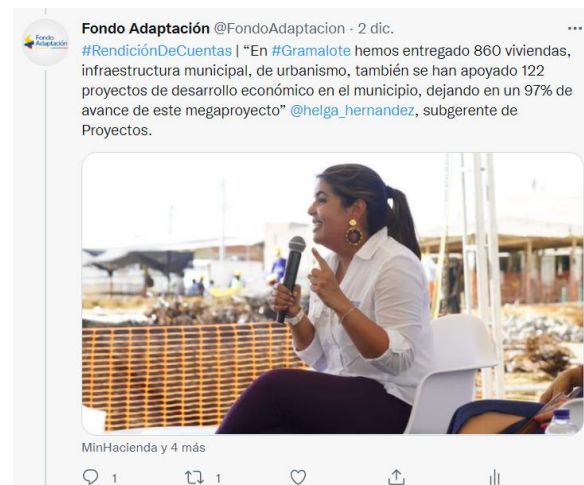 Fondo Adaptación
Fondo Adaptación @FondoAdaptacion · 2 dic.
#RendiciónDeCuentas | “En #Gramalote hemos entregado 860 viviendas,
infraestructura municipal, de urbanismo, también se han apoyado 122
proyectos de desarrollo económico en el municipio, dejando en un 97% de
avance de este megaproyecto” @helga_hernandez, subgerente de
Proyectos.
MinHacienda y 4 más
1 1